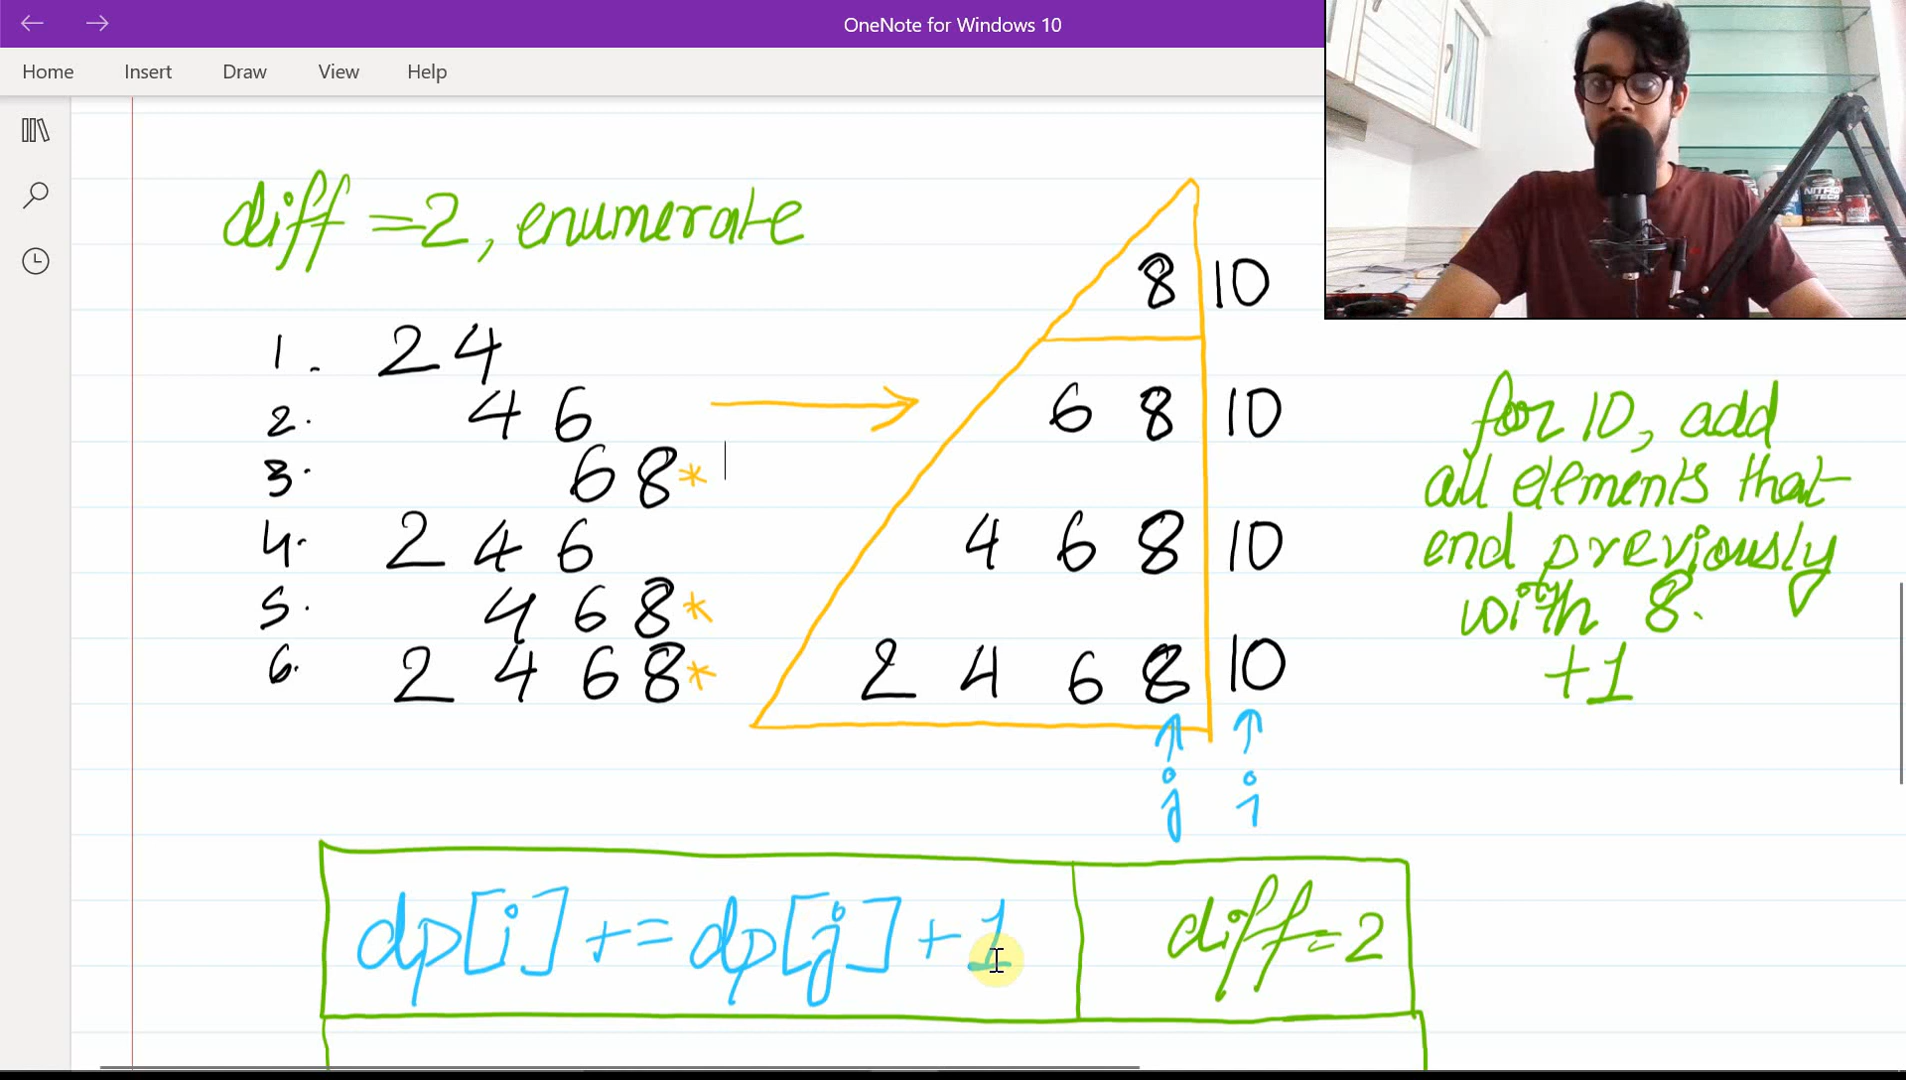 OneNote for Windows 10
Home Insert Draw View Help
diff = 2, enumerate
1. 2 4
2. 4 6
3. 6 8*
4. 2 4 6
5. 4 6 8*
6. 2 4 6 8*
8 10
6 8 10
4 6 8 10
2 4 6 8 10
j i
for 10, add
all elements that
end previously
with 8.
+1
dp[i] += dp[j] + 1
diff = 2
NITRO
TECH